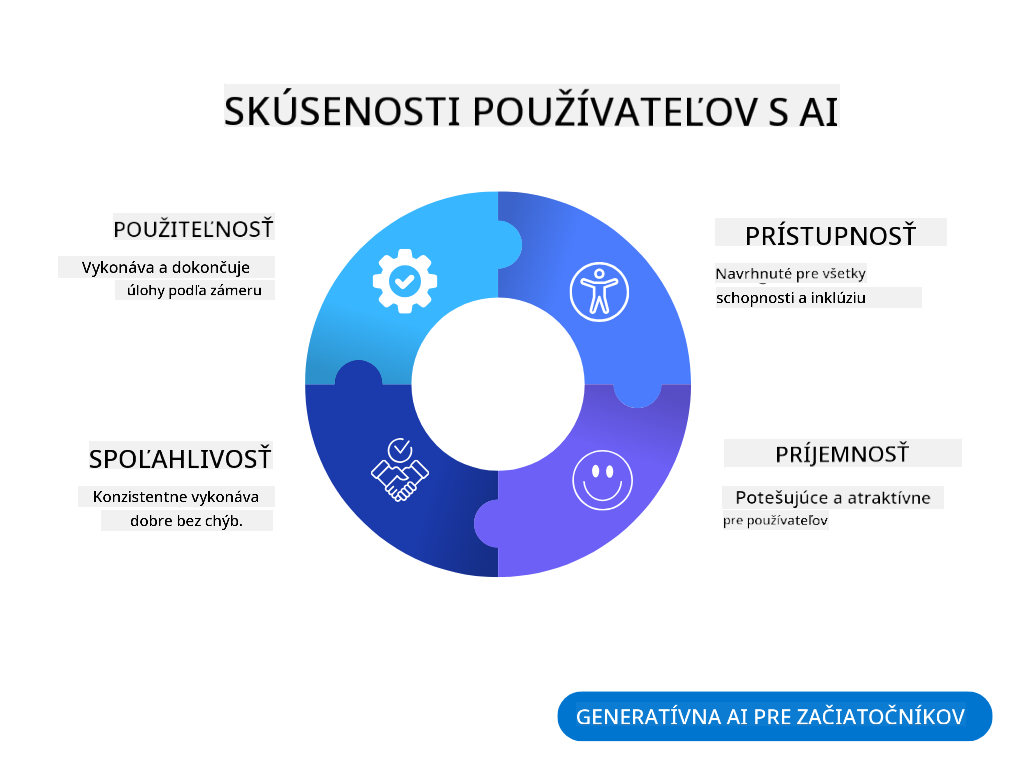 SKÚSENOSTI POUŽÍVATEĽOV S AI
POUŽITEĽNOSŤ
Vykonáva a dokončuje
úlohy podľa zámeru
PRÍSTUPNOSŤ
Navrhnuté pre všetky
schopnosti a inklúziu
SPOĽAHLIVOSŤ
Konzistentne vykonáva
dobre bez chýb.
PRÍJEMNOSŤ
Potešujúce a atraktívne
pre používateľov
GENERATÍVNA AI PRE ZAČIATOČNÍKOV